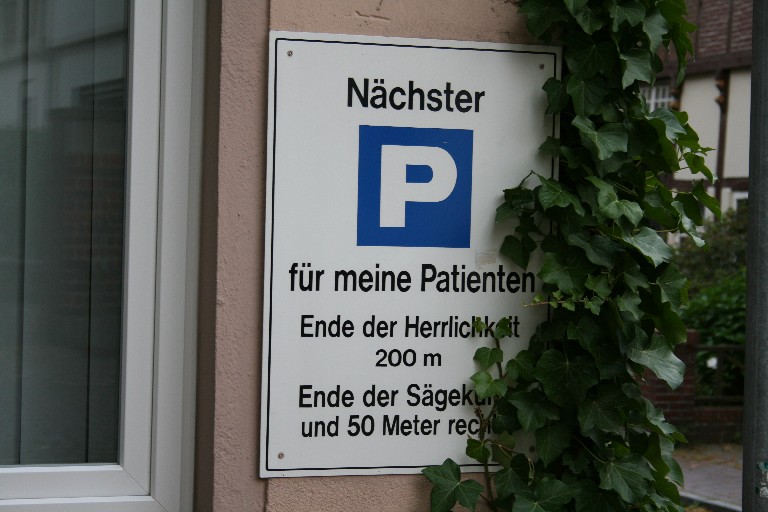 Nächster
P
für meine Patienten
Ende der Herrlichkeit
200 m
Ende der
und 50 Meter